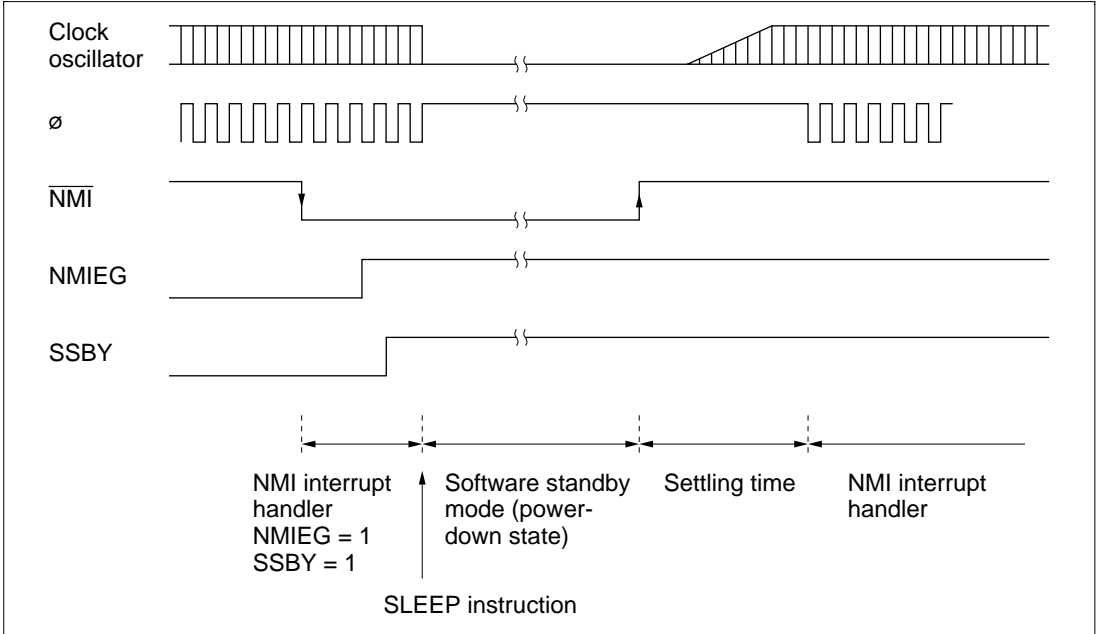 Clock
oscillator
ø
NMI
NMIEG
SSBY
NMI interrupt
handler
NMIEG = 1
SSBY = 1
Software standby
mode (power-
down state)
Settling time
NMI interrupt
handler
SLEEP instruction